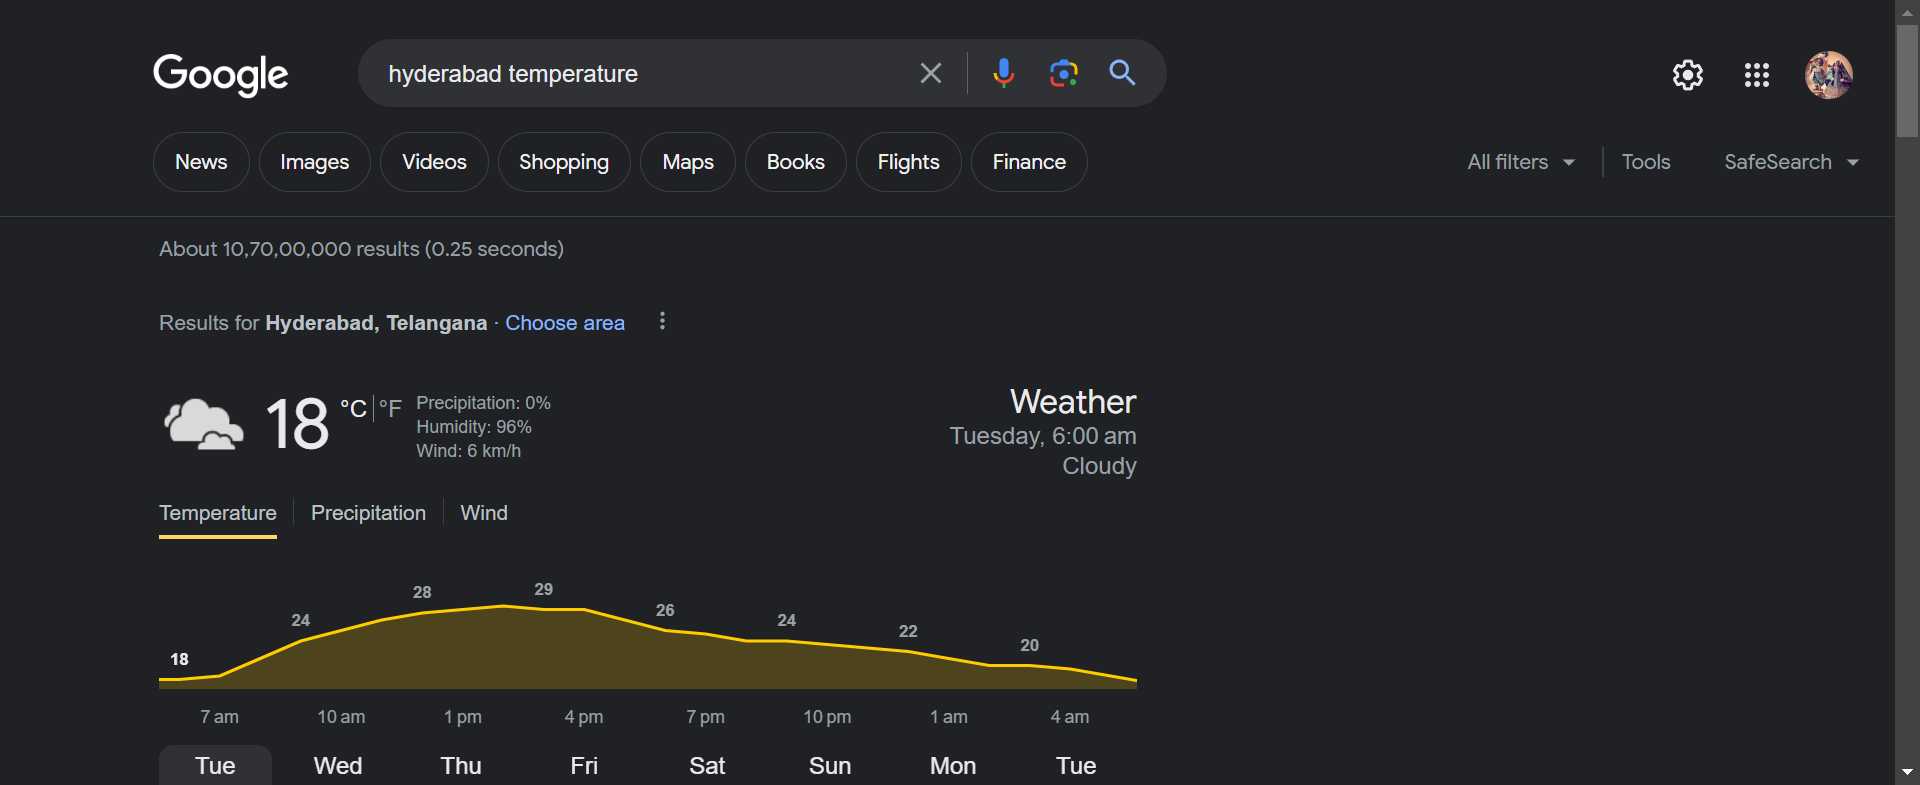 Google
hyderabad temperature
News Images Videos Shopping Maps Books Flights Finance All filters Tools SafeSearch
About 10,70,00,000 results (0.25 seconds)
Results for Hyderabad, Telangana · Choose area
18 °C °F
Precipitation: 0%
Humidity: 96%
Wind: 6 km/h
Weather
Tuesday, 6:00 am
Cloudy
Temperature Precipitation Wind
18 24 28 29 26 24 22 20
7 am 10 am 1 pm 4 pm 7 pm 10 pm 1 am 4 am
Tue Wed Thu Fri Sat Sun Mon Tue